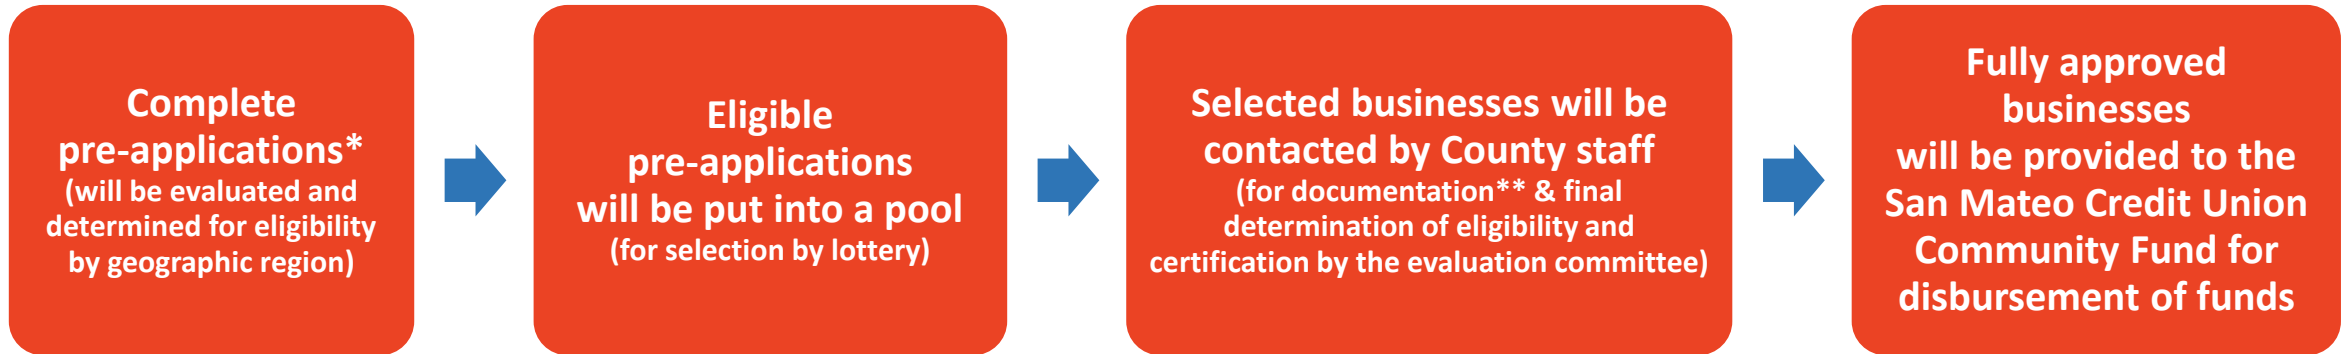 Complete
pre-applications*
(will be evaluated and
determined for eligibility
by geographic region)
Eligible
pre-applications
will be put into a pool
(for selection by lottery)
Selected businesses will be
contacted by County staff
(for documentation** & final
determination of eligibility and
certification by the evaluation committee)
Fully approved
businesses
will be provided to the
San Mateo Credit Union
Community Fund for
disbursement of funds